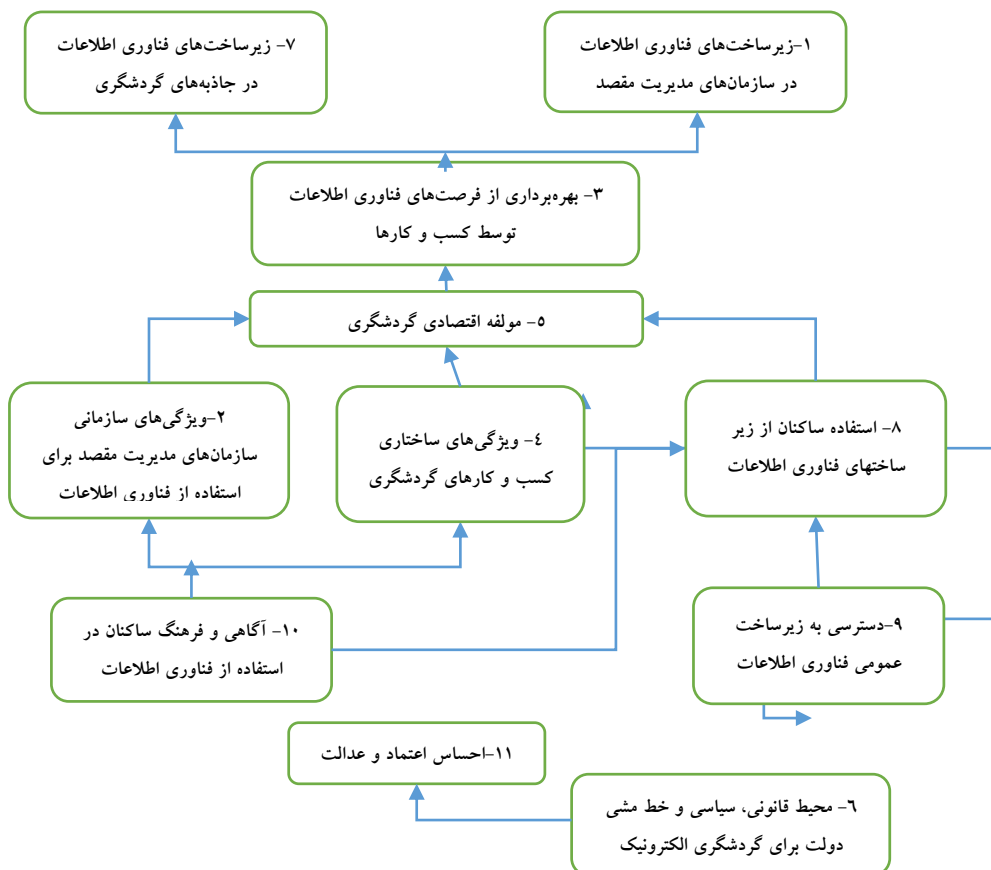 ۱-زیرساخت‌های فناوری اطلاعات
در سازمان‌های مدیریت مقصد
۷- زیرساخت‌های فناوری اطلاعات
در جاذبه‌های گردشگری
۳- بهره‌برداری از فرصت‌های فناوری اطلاعات
توسط کسب و کارها
۵- مولفه اقتصادی گردشگری
۸- استفاده ساکنان از زیر
ساختهای فناوری اطلاعات
٤- ویژگی‌های ساختاری
کسب و کارهای گردشگری
۲-ویژگی‌های سازمانی
سازمان‌های مدیریت مقصد برای
استفاده از فناوری اطلاعات
۹-دسترسی به زیرساخت
عمومی فناوری اطلاعات
۱۰- آگاهی و فرهنگ ساکنان در
استفاده از فناوری اطلاعات
۱۱-احساس اعتماد و عدالت
۶- محیط قانونی، سیاسی و خط مشی
دولت برای گردشگری الکترونیک